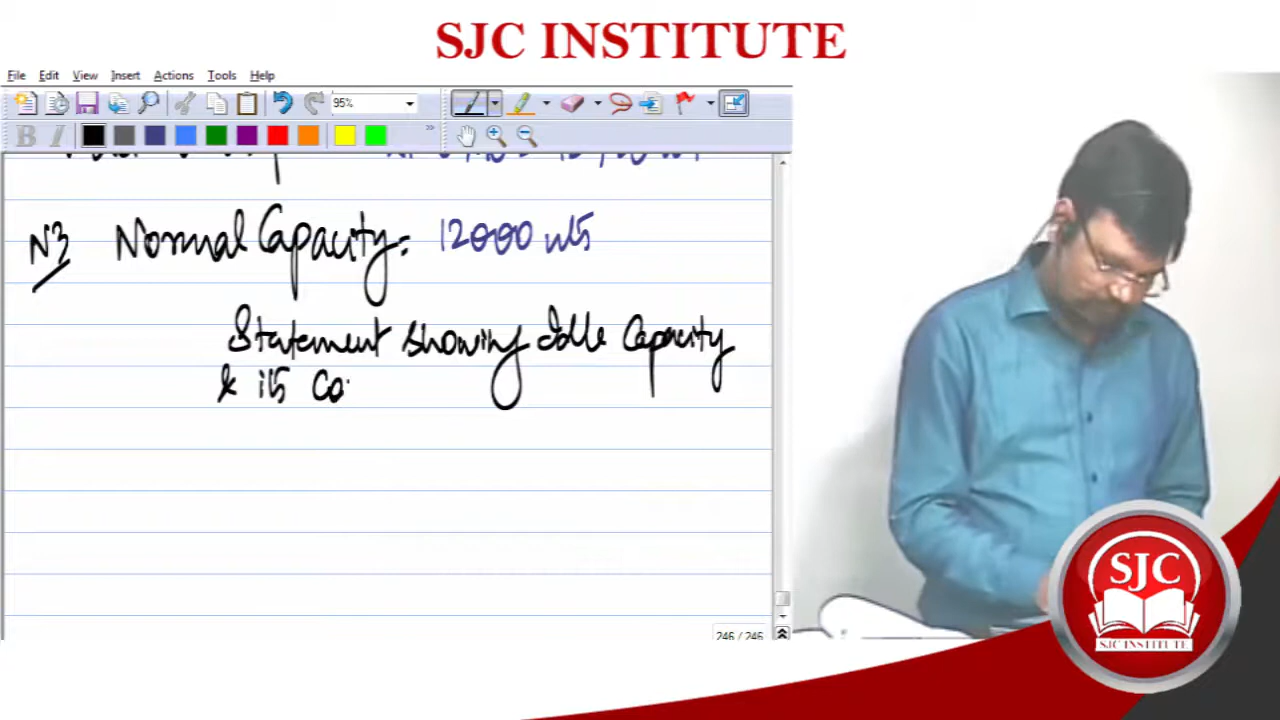 SJC INSTITUTE
File Edit View Insert Actions Tools Help
95%
B I
N3 Normal Capacity = 12000 uts
Statement showing Idle Capacity
& its Co
246 / 246
SJC
SJC INSTITUTE